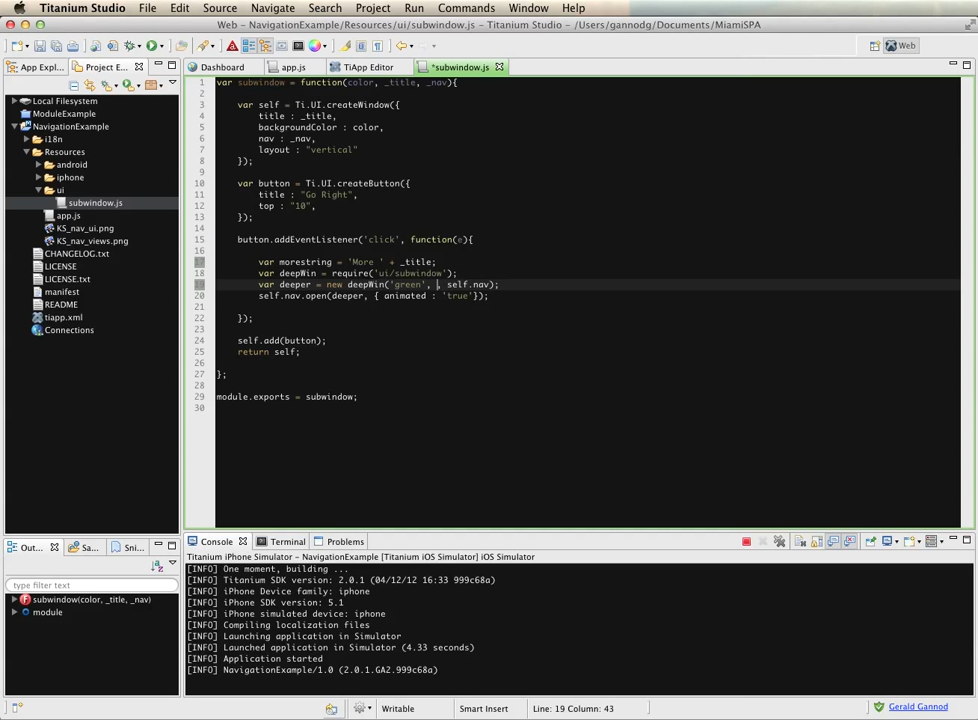 Titanium Studio File Edit Source Navigate Search Project Run Commands Window Help
Web – NavigationExample/Resources/ui/subwindow.js – Titanium Studio – /Users/gannodg/Documents/MiamiSPA
Web
App Expl... Project E...
Dashboard app.js TiApp Editor *subwindow.js
Local Filesystem
ModuleExample
NavigationExample
i18n
Resources
android
iphone
ui
subwindow.js
app.js
KS_nav_ui.png
KS_nav_views.png
CHANGELOG.txt
LICENSE
LICENSE.txt
manifest
README
tiapp.xml
Connections
1 var subwindow = function(color, _title, _nav){
2
3 var self = Ti.UI.createWindow({
4 title : _title,
5 backgroundColor : color,
6 nav : _nav,
7 layout : "vertical"
8 });
9
10 var button = Ti.UI.createButton({
11 title : "Go Right",
12 top : "10",
13 });
14
15 button.addEventListener('click', function(e){
16
17 var morestring = 'More ' + _title;
18 var deepWin = require('ui/subwindow');
19 var deeper = new deepWin('green', , self.nav);
20 self.nav.open(deeper, { animated : 'true'});
21
22 });
23
24 self.add(button);
25 return self;
26
27 };
28
29 module.exports = subwindow;
30
Out... Sa... Sni...
type filter text
subwindow(color, _title, _nav)
module
Console Terminal Problems
Titanium iPhone Simulator – NavigationExample [Titanium iOS Simulator] iOS Simulator
[INFO] One moment, building ...
[INFO] Titanium SDK version: 2.0.1 (04/12/12 16:33 999c68a)
[INFO] iPhone Device family: iphone
[INFO] iPhone SDK version: 5.1
[INFO] iPhone simulated device: iphone
[INFO] Compiling localization files
[INFO] Launching application in Simulator
[INFO] Launched application in Simulator (4.33 seconds)
[INFO] Application started
[INFO] NavigationExample/1.0 (2.0.1.GA2.999c68a)
Writable Smart Insert Line: 19 Column: 43 Gerald Gannod